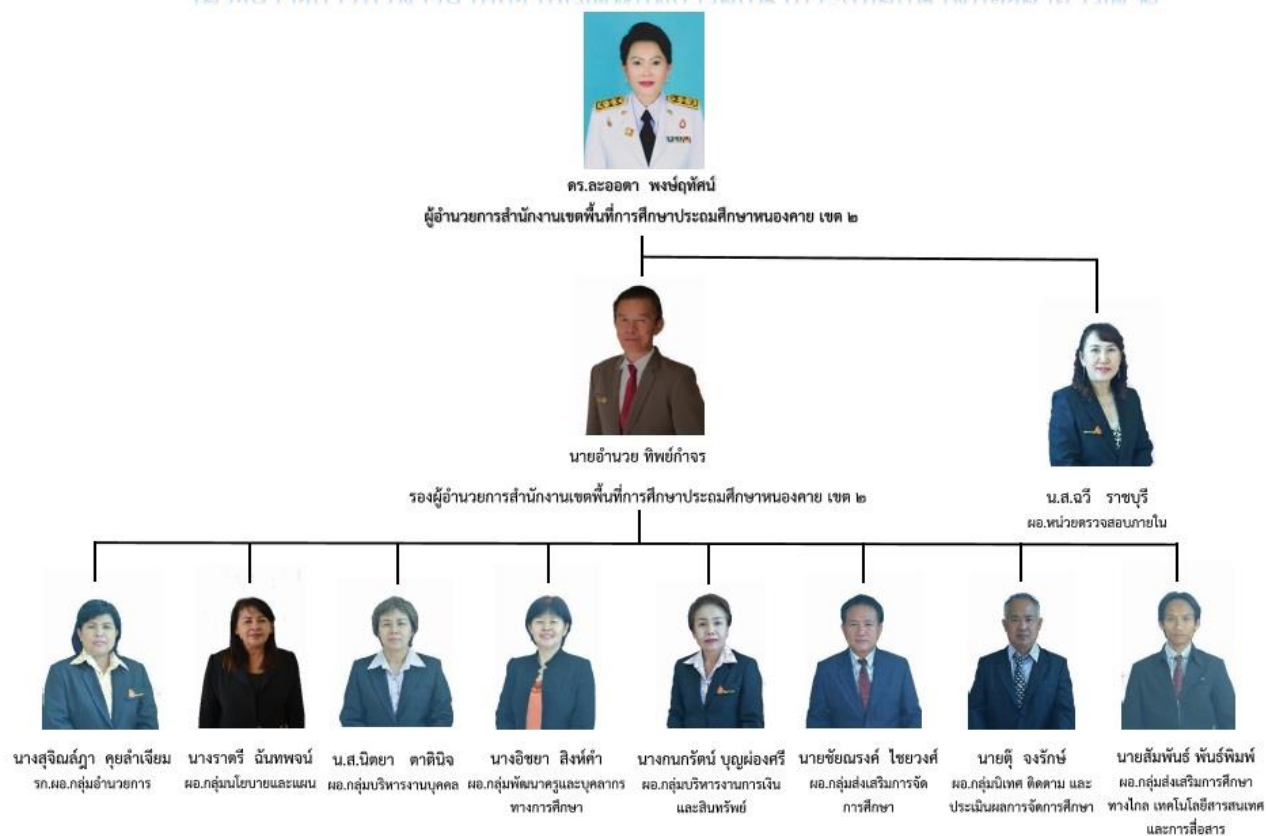 ดร.ละออตา พงษ์ฤทัศน์
ผู้อำนวยการสำนักงานเขตพื้นที่การศึกษาประถมศึกษาหนองคาย เขต ๒
นายอำนวย ทิพย์กำจร
รองผู้อำนวยการสำนักงานเขตพื้นที่การศึกษาประถมศึกษาหนองคาย เขต ๒
น.ส.ฉวี ราชบุรี
ผอ.หน่วยตรวจสอบภายใน
นางสุจิณล์ฎา คุยลำเจียม
รก.ผอ.กลุ่มอำนวยการ
นางราตรี ฉันทพจน์
ผอ.กลุ่มนโยบายและแผน
น.ส.นิตยา ตาตินิจ
ผอ.กลุ่มบริหารงานบุคคล
นางอิชยา สิงห์คำ
ผอ.กลุ่มพัฒนาครูและบุคลากร
ทางการศึกษา
นางกนกรัตน์ บุญผ่องศรี
ผอ.กลุ่มบริหารงานการเงิน
และสินทรัพย์
นายชัยณรงค์ ไชยวงศ์
ผอ.กลุ่มส่งเสริมการจัด
การศึกษา
นายตุ๊ จงรักษ์
ผอ.กลุ่มนิเทศ ติดตาม และ
ประเมินผลการจัดการศึกษา
นายสัมพันธ์ พันธ์พิมพ์
ผอ.กลุ่มส่งเสริมการศึกษา
ทางไกล เทคโนโลยีสารสนเทศ
และการสื่อสาร